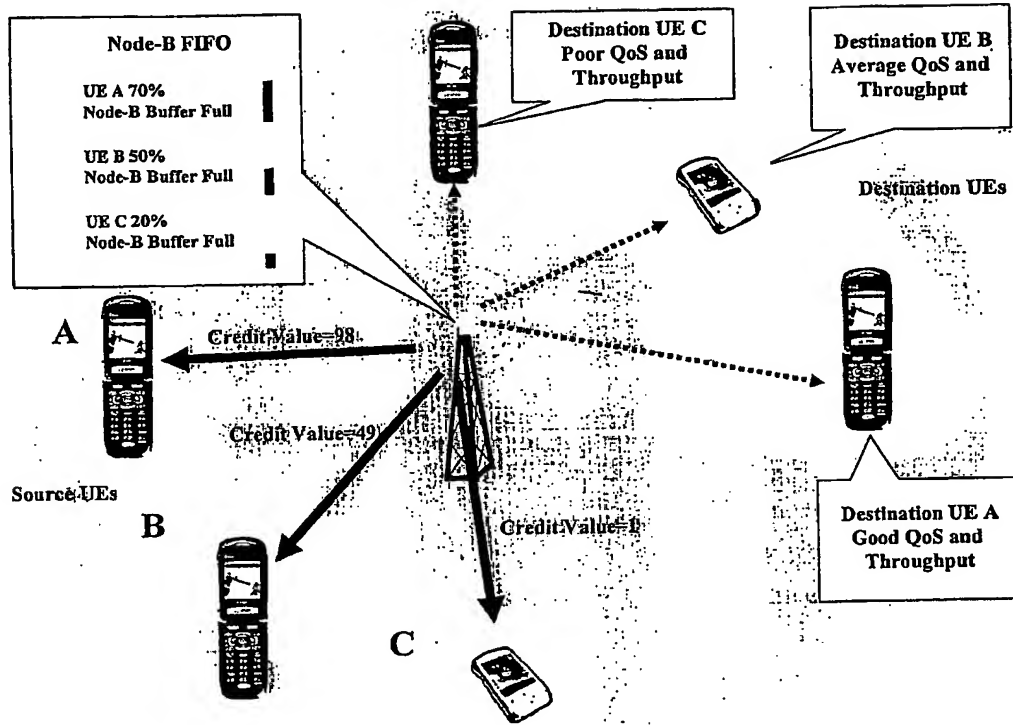 Node-B FIFO
UE A 70%
Node-B Buffer Full
UE B 50%
Node-B Buffer Full
UE C 20%
Node-B Buffer Full
Destination UE C
Poor QoS and
Throughput
Destination UE B
Average QoS and
Throughput
Destination UEs
A
Credit Value=98
Credit Value=49
Source UEs
B
Credit Value=1
C
Destination UE A
Good QoS and
Throughput